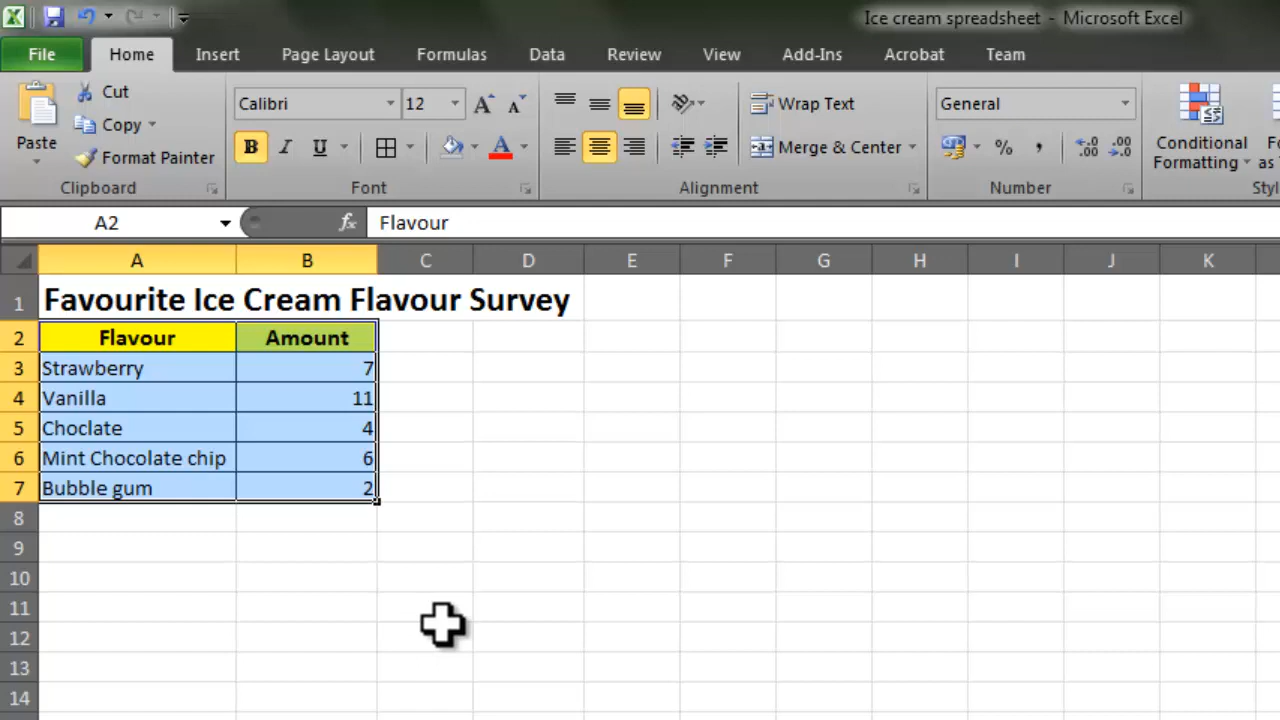 Ice cream spreadsheet - Microsoft Excel
File Home Insert Page Layout Formulas Data Review View Add-Ins Acrobat Team
Paste
Cut
Copy
Format Painter
Clipboard
Calibri 12 A A
B I U A
Font
Wrap Text
Merge & Center
Alignment
General
% , .00 .00
Number
Conditional
Formatting
as
A2 fx Flavour
A B C D E F G H I J K
1 Favourite Ice Cream Flavour Survey
2 Flavour Amount
3 Strawberry 7
4 Vanilla 11
5 Choclate 4
6 Mint Chocolate chip 6
7 Bubble gum 2
8
9
10
11
12
13
14